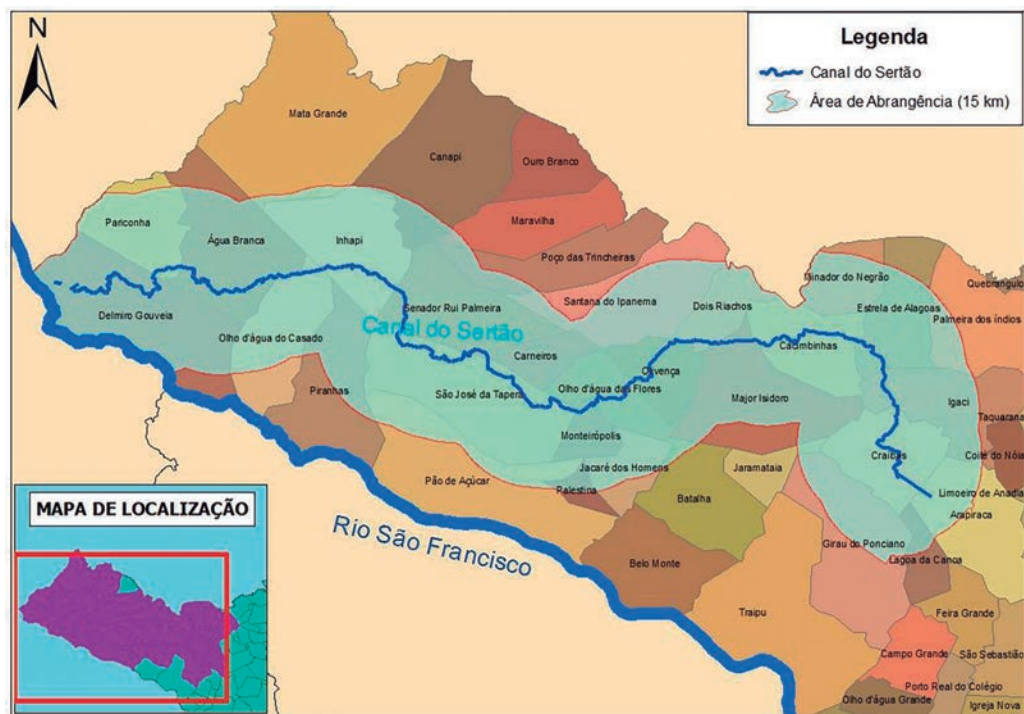 N
Legenda
Canal do Sertão
Área de Abrangência (15 km)
Mata Grande
Canapi
Ouro Branco
Maravilha
Poço das Trincheiras
Pariconha
Água Branca
Inhapi
Santana do Ipanema
Dois Riachos
Minador do Negrão
Quebrangulo
Estrela de Alagoas
Palmeira dos índios
Delmiro Gouveia
Senador Rui Palmeira
Canal do Sertão
Olho d'água do Casado
Carneiros
Cacimbinhas
Olho d'água das Flores
Piranhas
São José da Tapera
Major Isidoro
Igaci
Taquarana
Monteirópolis
Craíbas
Coité do Nóia
Jacaré dos Homens
Jaramataia
Pão de Açúcar
Palestina
Batalha
Limoeiro de Anadia
Arapiraca
MAPA DE LOCALIZAÇÃO
Rio São Francisco
Girau do Ponciano
Lagoa da Canoa
Belo Monte
Traipu
Feira Grande
Campo Grande
São Sebastião
Porto Real do Colégio
Olho d'água Grande
Igreja Nova